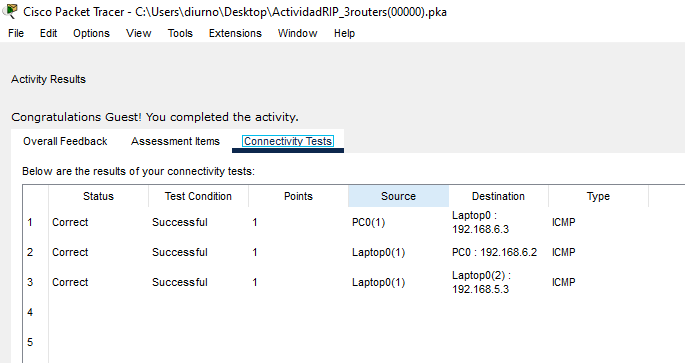 Cisco Packet Tracer - C:\Users\diurno\Desktop\ActividadRIP_3routers(00000).pka
File Edit Options View Tools Extensions Window Help
Activity Results
Congratulations Guest! You completed the activity.
Overall Feedback Assessment Items Connectivity Tests
Below are the results of your connectivity tests:
Status Test Condition Points Source Destination Type
1 Correct Successful 1 PC0(1) Laptop0 : 192.168.6.3 ICMP
2 Correct Successful 1 Laptop0(1) PC0 : 192.168.6.2 ICMP
3 Correct Successful 1 Laptop0(1) Laptop0(2) : 192.168.5.3 ICMP
4
5